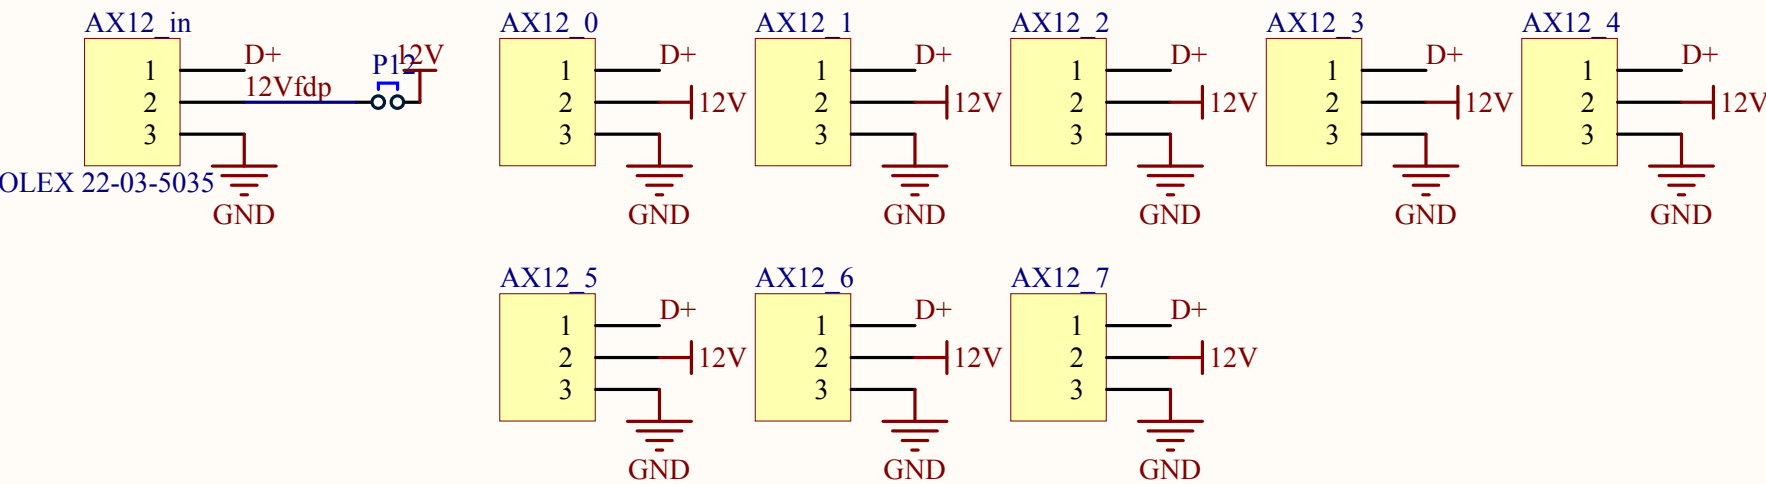 AX12_in
1 D+
2 12Vfdp P12 12V
3
OLEX 22-03-5035
GND
AX12_0
1 D+
2 12V
3
GND
AX12_1
1 D+
2 12V
3
GND
AX12_2
1 D+
2 12V
3
GND
AX12_3
1 D+
2 12V
3
GND
AX12_4
1 D+
2 12V
3
GND
AX12_5
1 D+
2 12V
3
GND
AX12_6
1 D+
2 12V
3
GND
AX12_7
1 D+
2 12V
3
GND